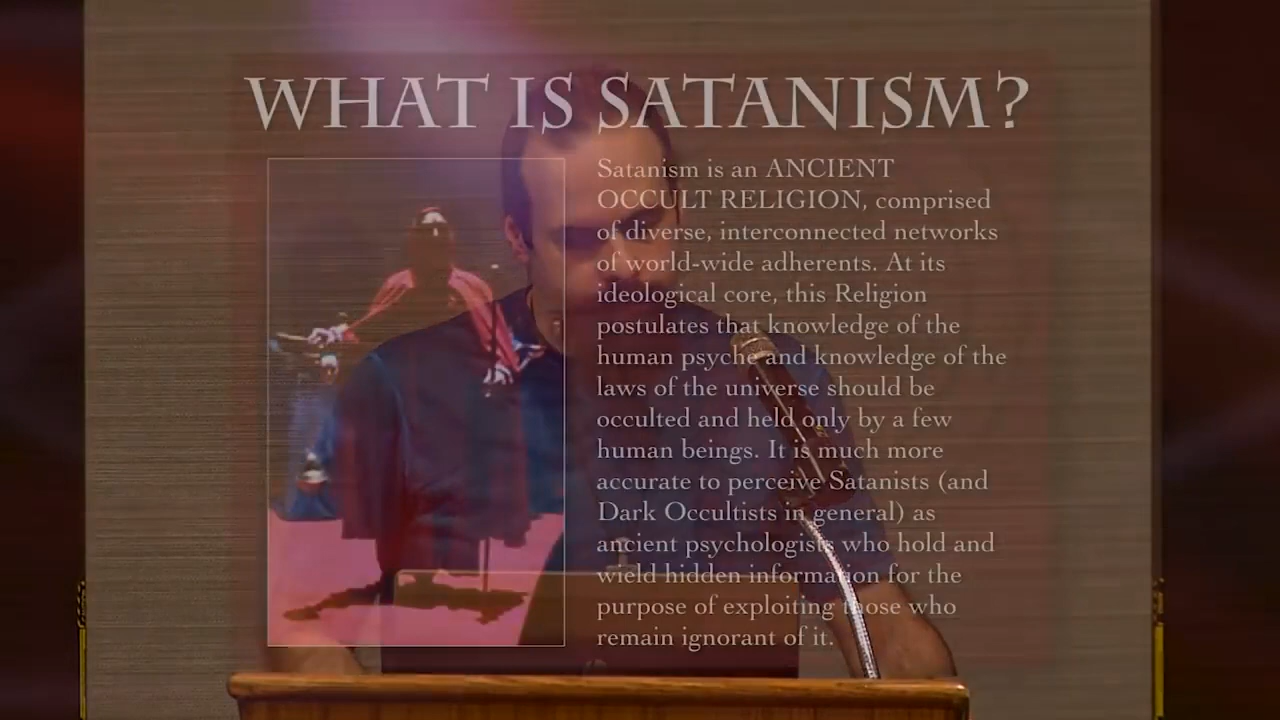 WHAT IS SATANISM?
Satanism is an ANCIENT
OCCULT RELIGION, comprised
of diverse, interconnected networks
of world-wide adherents. At its
ideological core, this Religion
postulates that knowledge of the
human psyche and knowledge of the
laws of the universe should be
occulted and held only by a few
human beings. It is much more
accurate to perceive Satanists (and
Dark Occultists in general) as
ancient psychologists who hold and
wield hidden information for the
purpose of exploiting those who
remain ignorant of it.